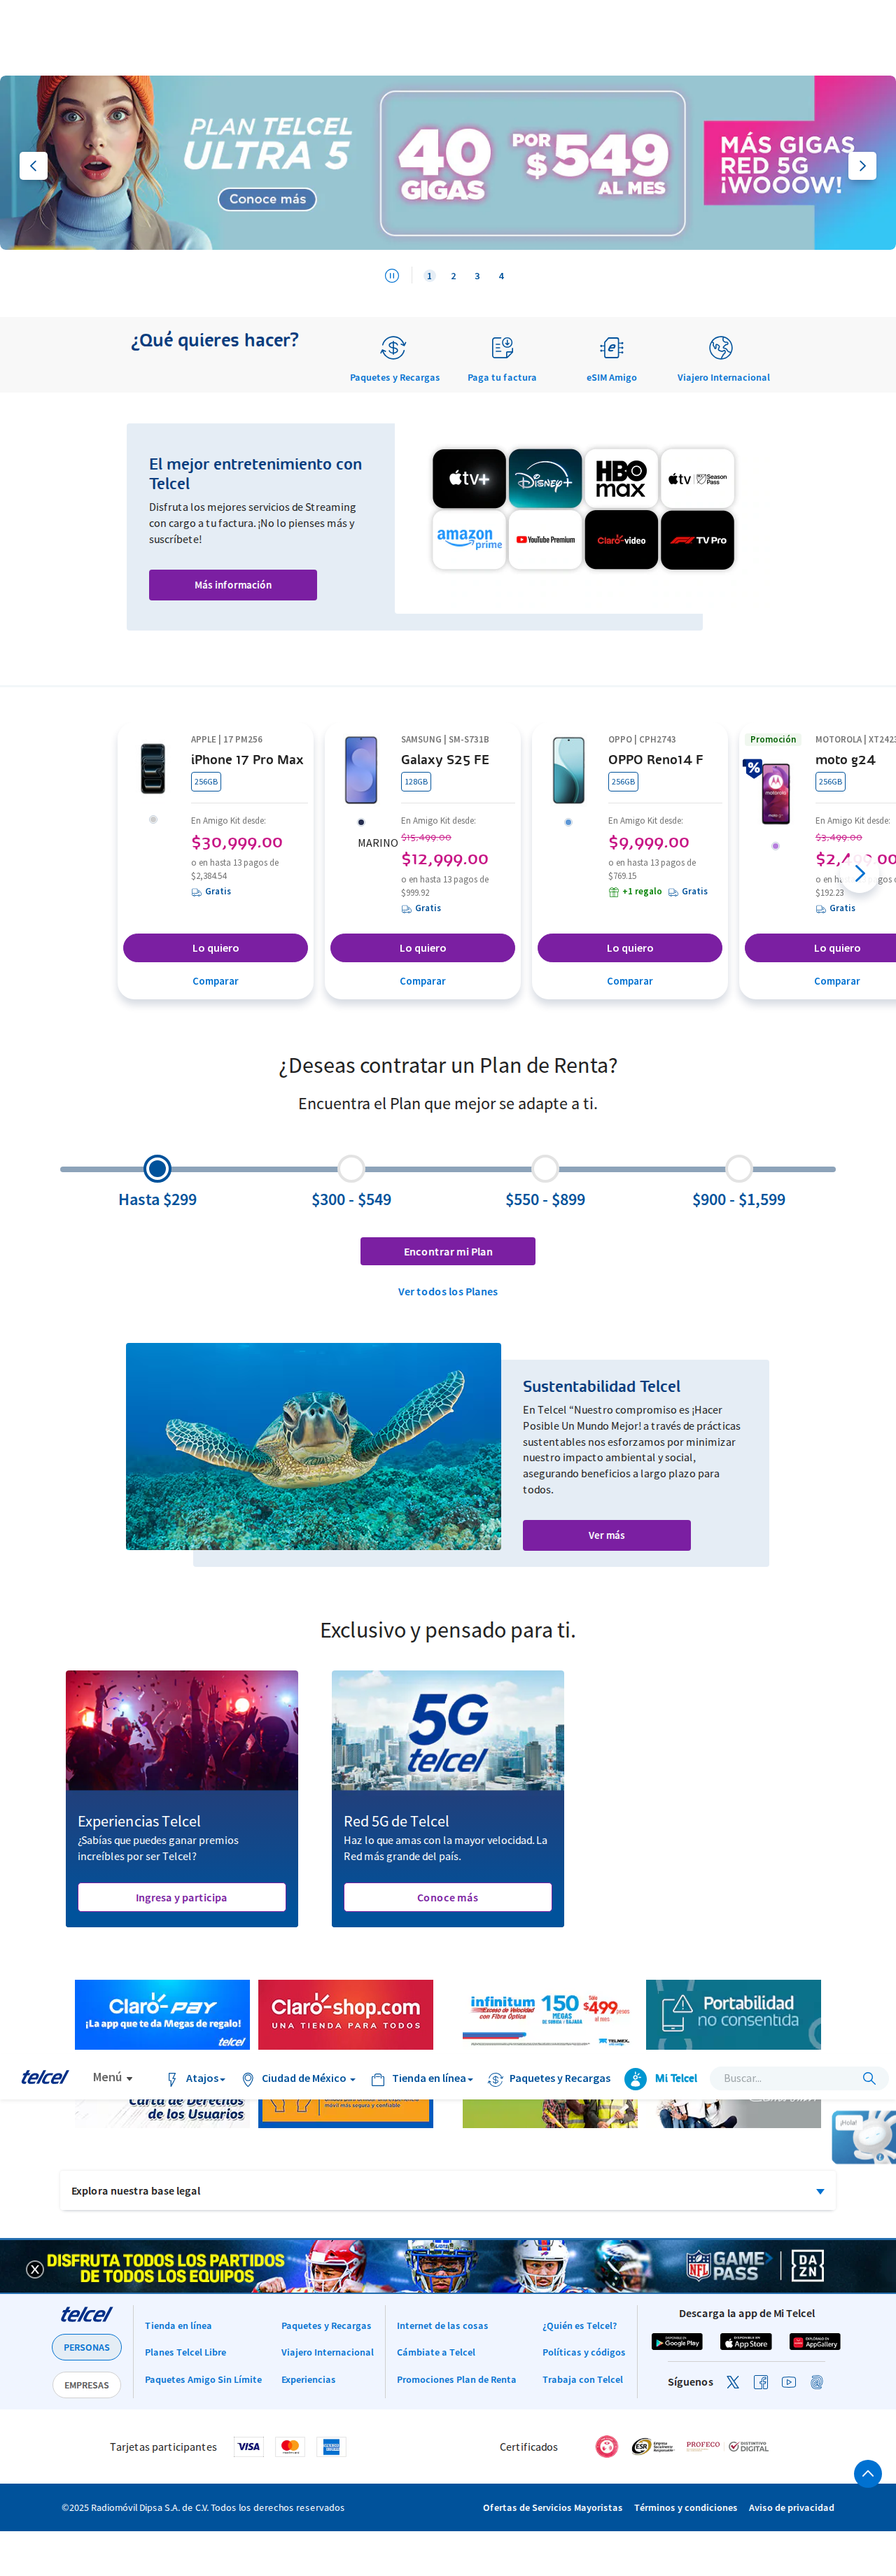 PLAN TELCEL
ULTRA 5
Conoce más
40
GIGAS
POR
$549
AL MES
MÁS GIGAS
RED 5G
¡WOOOW!
1
2
3
4
¿Qué quieres hacer?
Paquetes y Recargas
Paga tu factura
eSIM Amigo
Viajero Internacional
El mejor entretenimiento con
Telcel
Disfruta los mejores servicios de Streaming
con cargo a tu factura. ¡No lo pienses más y
suscríbete!
Más información
tv+
Disney+
HBO
max
tv
Season
Pass
amazon
prime
YouTube Premium
Claro video
TV Pro
APPLE | 17 PM256
iPhone 17 Pro Max
256GB
En Amigo Kit desde:
$30,999.00
o en hasta 13 pagos de
$2,384.54
Gratis
Lo quiero
Comparar
SAMSUNG | SM-S731B
Galaxy S25 FE
128GB
MARINO
En Amigo Kit desde:
$15,499.00
$12,999.00
o en hasta 13 pagos de
$999.92
Gratis
Lo quiero
Comparar
OPPO | CPH2743
OPPO Reno14 F
256GB
En Amigo Kit desde:
$9,999.00
o en hasta 13 pagos de
$769.15
+1 regalo
Gratis
Lo quiero
Comparar
Promoción
%
MOTOROLA | XT2423
moto g24
256GB
En Amigo Kit desde:
$3,499.00
o en hasta
$192.23
Gratis
Lo quiero
Comparar
¿Deseas contratar un Plan de Renta?
Encuentra el Plan que mejor se adapte a ti.
Hasta $299
$300 - $549
$550 - $899
$900 - $1,599
Encontrar mi Plan
Ver todos los Planes
Sustentabilidad Telcel
En Telcel “Nuestro compromiso es ¡Hacer
Posible Un Mundo Mejor! a través de prácticas
sustentables nos esforzamos por minimizar
nuestro impacto ambiental y social,
asegurando beneficios a largo plazo para
todos.
Ver más
Exclusivo y pensado para ti.
Experiencias Telcel
¿Sabías que puedes ganar premios
increíbles por ser Telcel?
Ingresa y participa
5G
telcel
Red 5G de Telcel
Haz lo que amas con la mayor velocidad. La
Red más grande del país.
Conoce más
Claro PAY
¡La app que te da Megas de regalo!
telcel
Claro-shop.com
UNA TIENDA PARA TODOS
infinitum
con Fibra Óptica
150
MEGAS
Sólo
$499
al mes
TELMEX
Portabilidad
no consentida
telcel
Menú
Atajos
Ciudad de México
Tienda en línea
Paquetes y Recargas
Mi Telcel
Buscar...
Carta de Derechos
de los Usuarios
móvil más segura y confiable
¡Hola!
Explora nuestra base legal
X
DISFRUTA TODOS LOS PARTIDOS
DE TODOS LOS EQUIPOS
NFL
GAME
PASS
DAZN
telcel
PERSONAS
EMPRESAS
Tienda en línea
Planes Telcel Libre
Paquetes Amigo Sin Límite
Paquetes y Recargas
Viajero Internacional
Experiencias
Internet de las cosas
Cámbiate a Telcel
Promociones Plan de Renta
¿Quién es Telcel?
Políticas y códigos
Trabaja con Telcel
Descarga la app de Mi Telcel
Google Play
App Store
AppGallery
Síguenos
Tarjetas participantes
VISA
Certificados
ESR
PROFECO
DISTINTIVO
DIGITAL
©2025 Radiomóvil Dipsa S.A. de C.V. Todos los derechos reservados
Ofertas de Servicios Mayoristas
Términos y condiciones
Aviso de privacidad